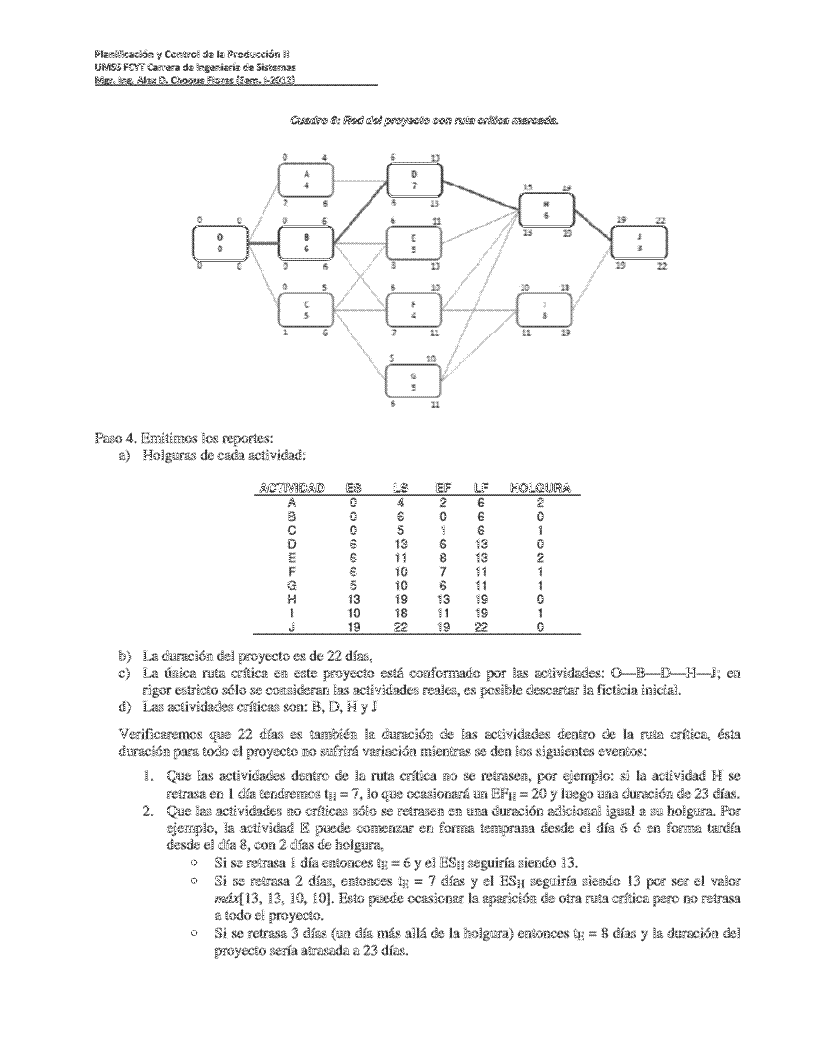 Planificación y Control de la Producción II
UMSS FCYT Carrera de Ingeniería de Sistemas
Mgr. Ing. Alex D. Choque Flores (Sem. I-2012)
Cuadro 8: Red del proyecto con ruta crítica marcada.
0 4 6 13
A D
4 7
2 6 6 13
13 19
H
6
13
0 0 0 6 6 11 19 22
O B E J
0 6 5 3
0 0 0 6 8 13 19 22
0 5 6 10 10 18
C F I
5 4 8
1 6 7 11 11 19
5 10
G
5
6 11
Paso 4. Emitimos los reportes:
a) Holguras de cada actividad:
ACTIVIDAD ES LS EF LF HOLGURA
A 0 4 2 6 2
B 0 6 0 6 0
C 0 5 1 6 1
D 6 13 6 13 0
E 6 11 8 13 2
F 6 10 7 11 1
G 5 10 6 11 1
H 13 19 13 19 0
I 10 18 11 19 1
J 19 22 19 22 0
b) La duración del proyecto es de 22 días,
c) La única ruta crítica en este proyecto está conformado por las actividades: O—B—D—H—J; en
rigor estricto sólo se consideran las actividades reales, es posible descartar la ficticia inicial.
d) Las actividades críticas son: B, D, H y J
Verificaremos que 22 días es también la duración de las actividades dentro de la ruta crítica, ésta
duración para todo el proyecto no sufrirá variación mientras se den los siguientes eventos:
1. Que las actividades dentro de la ruta crítica no se retrasen, por ejemplo: si la actividad H se
retrasa en 1 día tendremos tH = 7, lo que ocasionará un EFH = 20 y luego una duración de 23 días.
2. Que las actividades no críticas sólo se retrasen en una duración adicional igual a su holgura. Por
ejemplo, la actividad E puede comenzar en forma temprana desde el día 6 ó en forma tardía
desde el día 8, con 2 días de holgura,
○ Si se retrasa 1 día entonces tE = 6 y el ESH seguiría siendo 13.
○ Si se retrasa 2 días, entonces tE = 7 días y el ESH seguiría siendo 13 por ser el valor
máx[13, 13, 10, 10]. Esto puede ocasionar la aparición de otra ruta crítica pero no retrasa
a todo el proyecto.
○ Si se retrasa 3 días (un día más allá de la holgura) entonces tE = 8 días y la duración del
proyecto sería atrasada a 23 días.